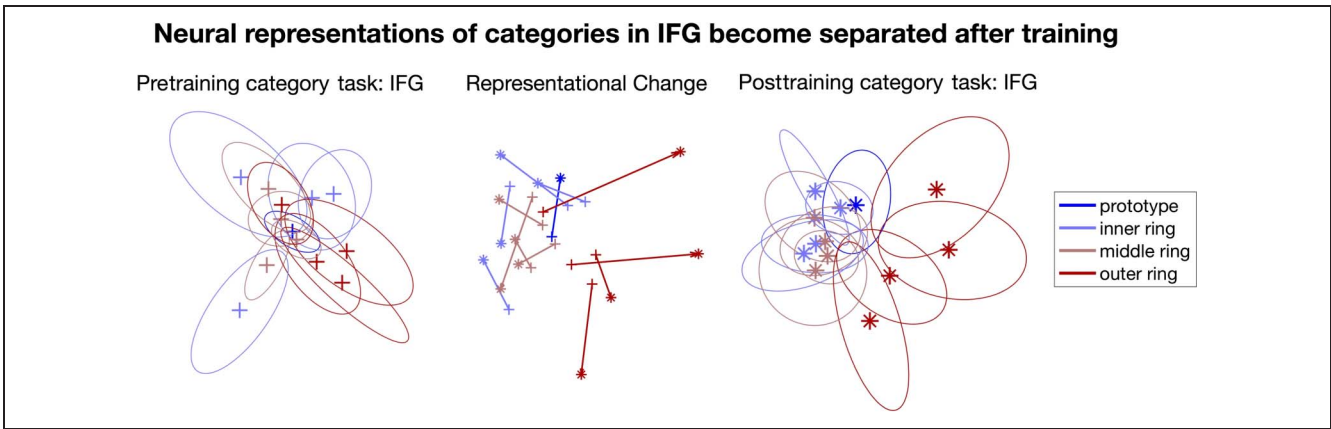 Neural representations of categories in IFG become separated after training
Pretraining category task: IFG
Representational Change
Posttraining category task: IFG
prototype
inner ring
middle ring
outer ring